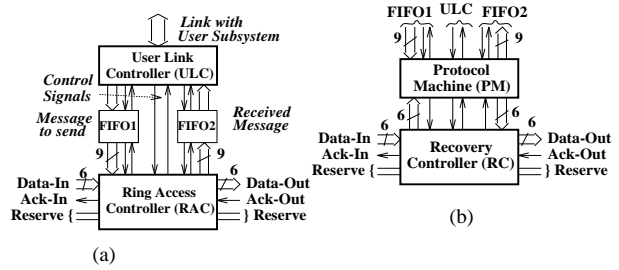 Link with
User Subsystem
User Link
Controller (ULC)
Control
Signals
Message
to send
FIFO1
FIFO2
Received
Message
9
9
Data-In
6
Ack-In
Reserve {
Ring Access
Controller (RAC)
6
Data-Out
Ack-Out
} Reserve
(a)
FIFO1
ULC
FIFO2
9
9
Protocol
Machine (PM)
6
6
Data-In
6
Ack-In
Reserve {
Recovery
Controller (RC)
6
Data-Out
Ack-Out
} Reserve
(b)